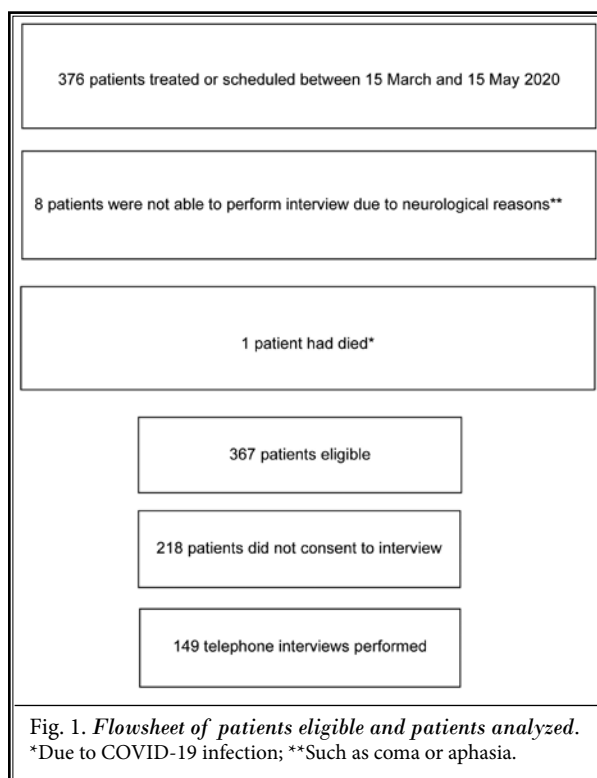 376 patients treated or scheduled between 15 March and 15 May 2020
8 patients were not able to perform interview due to neurological reasons**
1 patient had died*
367 patients eligible
218 patients did not consent to interview
149 telephone interviews performed
Fig. 1. Flowsheet of patients eligible and patients analyzed.
*Due to COVID-19 infection; **Such as coma or aphasia.